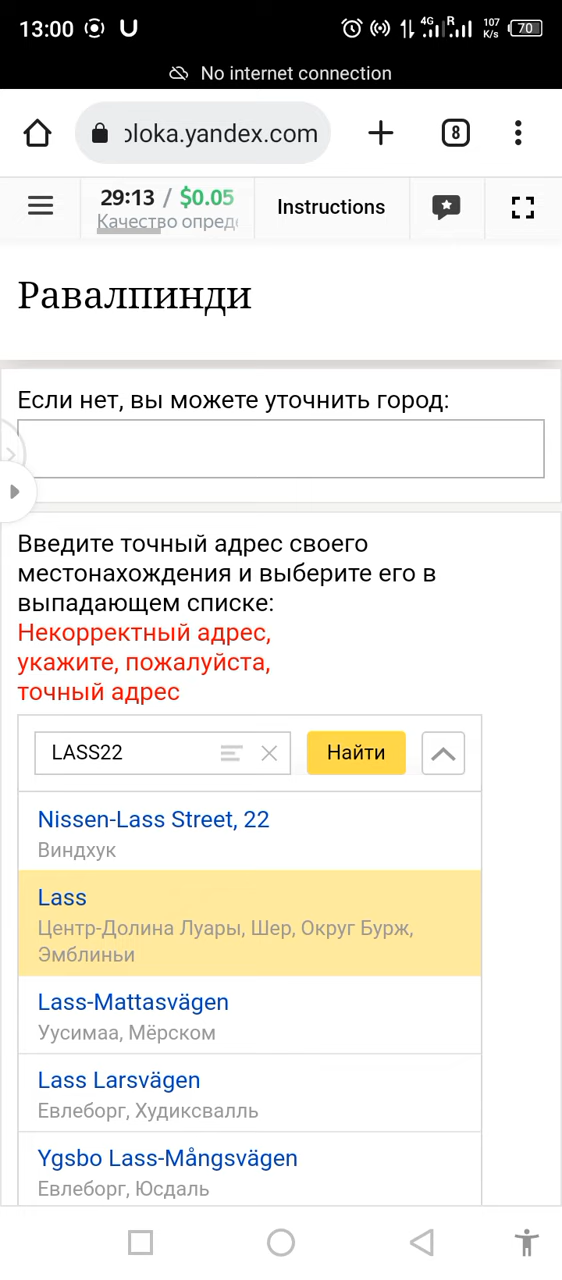 13:00
4G R 107 K/s 70
No internet connection
oloka.yandex.com 8
29:13 / $0.05
Качество опред
Instructions
Равалпинди
Если нет, вы можете уточнить город:
Введите точный адрес своего
местонахождения и выберите его в
выпадающем списке:
Некорректный адрес,
укажите, пожалуйста,
точный адрес
LASS22
Найти
Nissen-Lass Street, 22
Виндхук
Lass
Центр-Долина Луары, Шер, Округ Бурж,
Эмблиньи
Lass-Mattasvägen
Уусимаа, Мёрском
Lass Larsvägen
Евлеборг, Худиксвалль
Ygsbo Lass-Mångsvägen
Евлеборг, Юсдаль